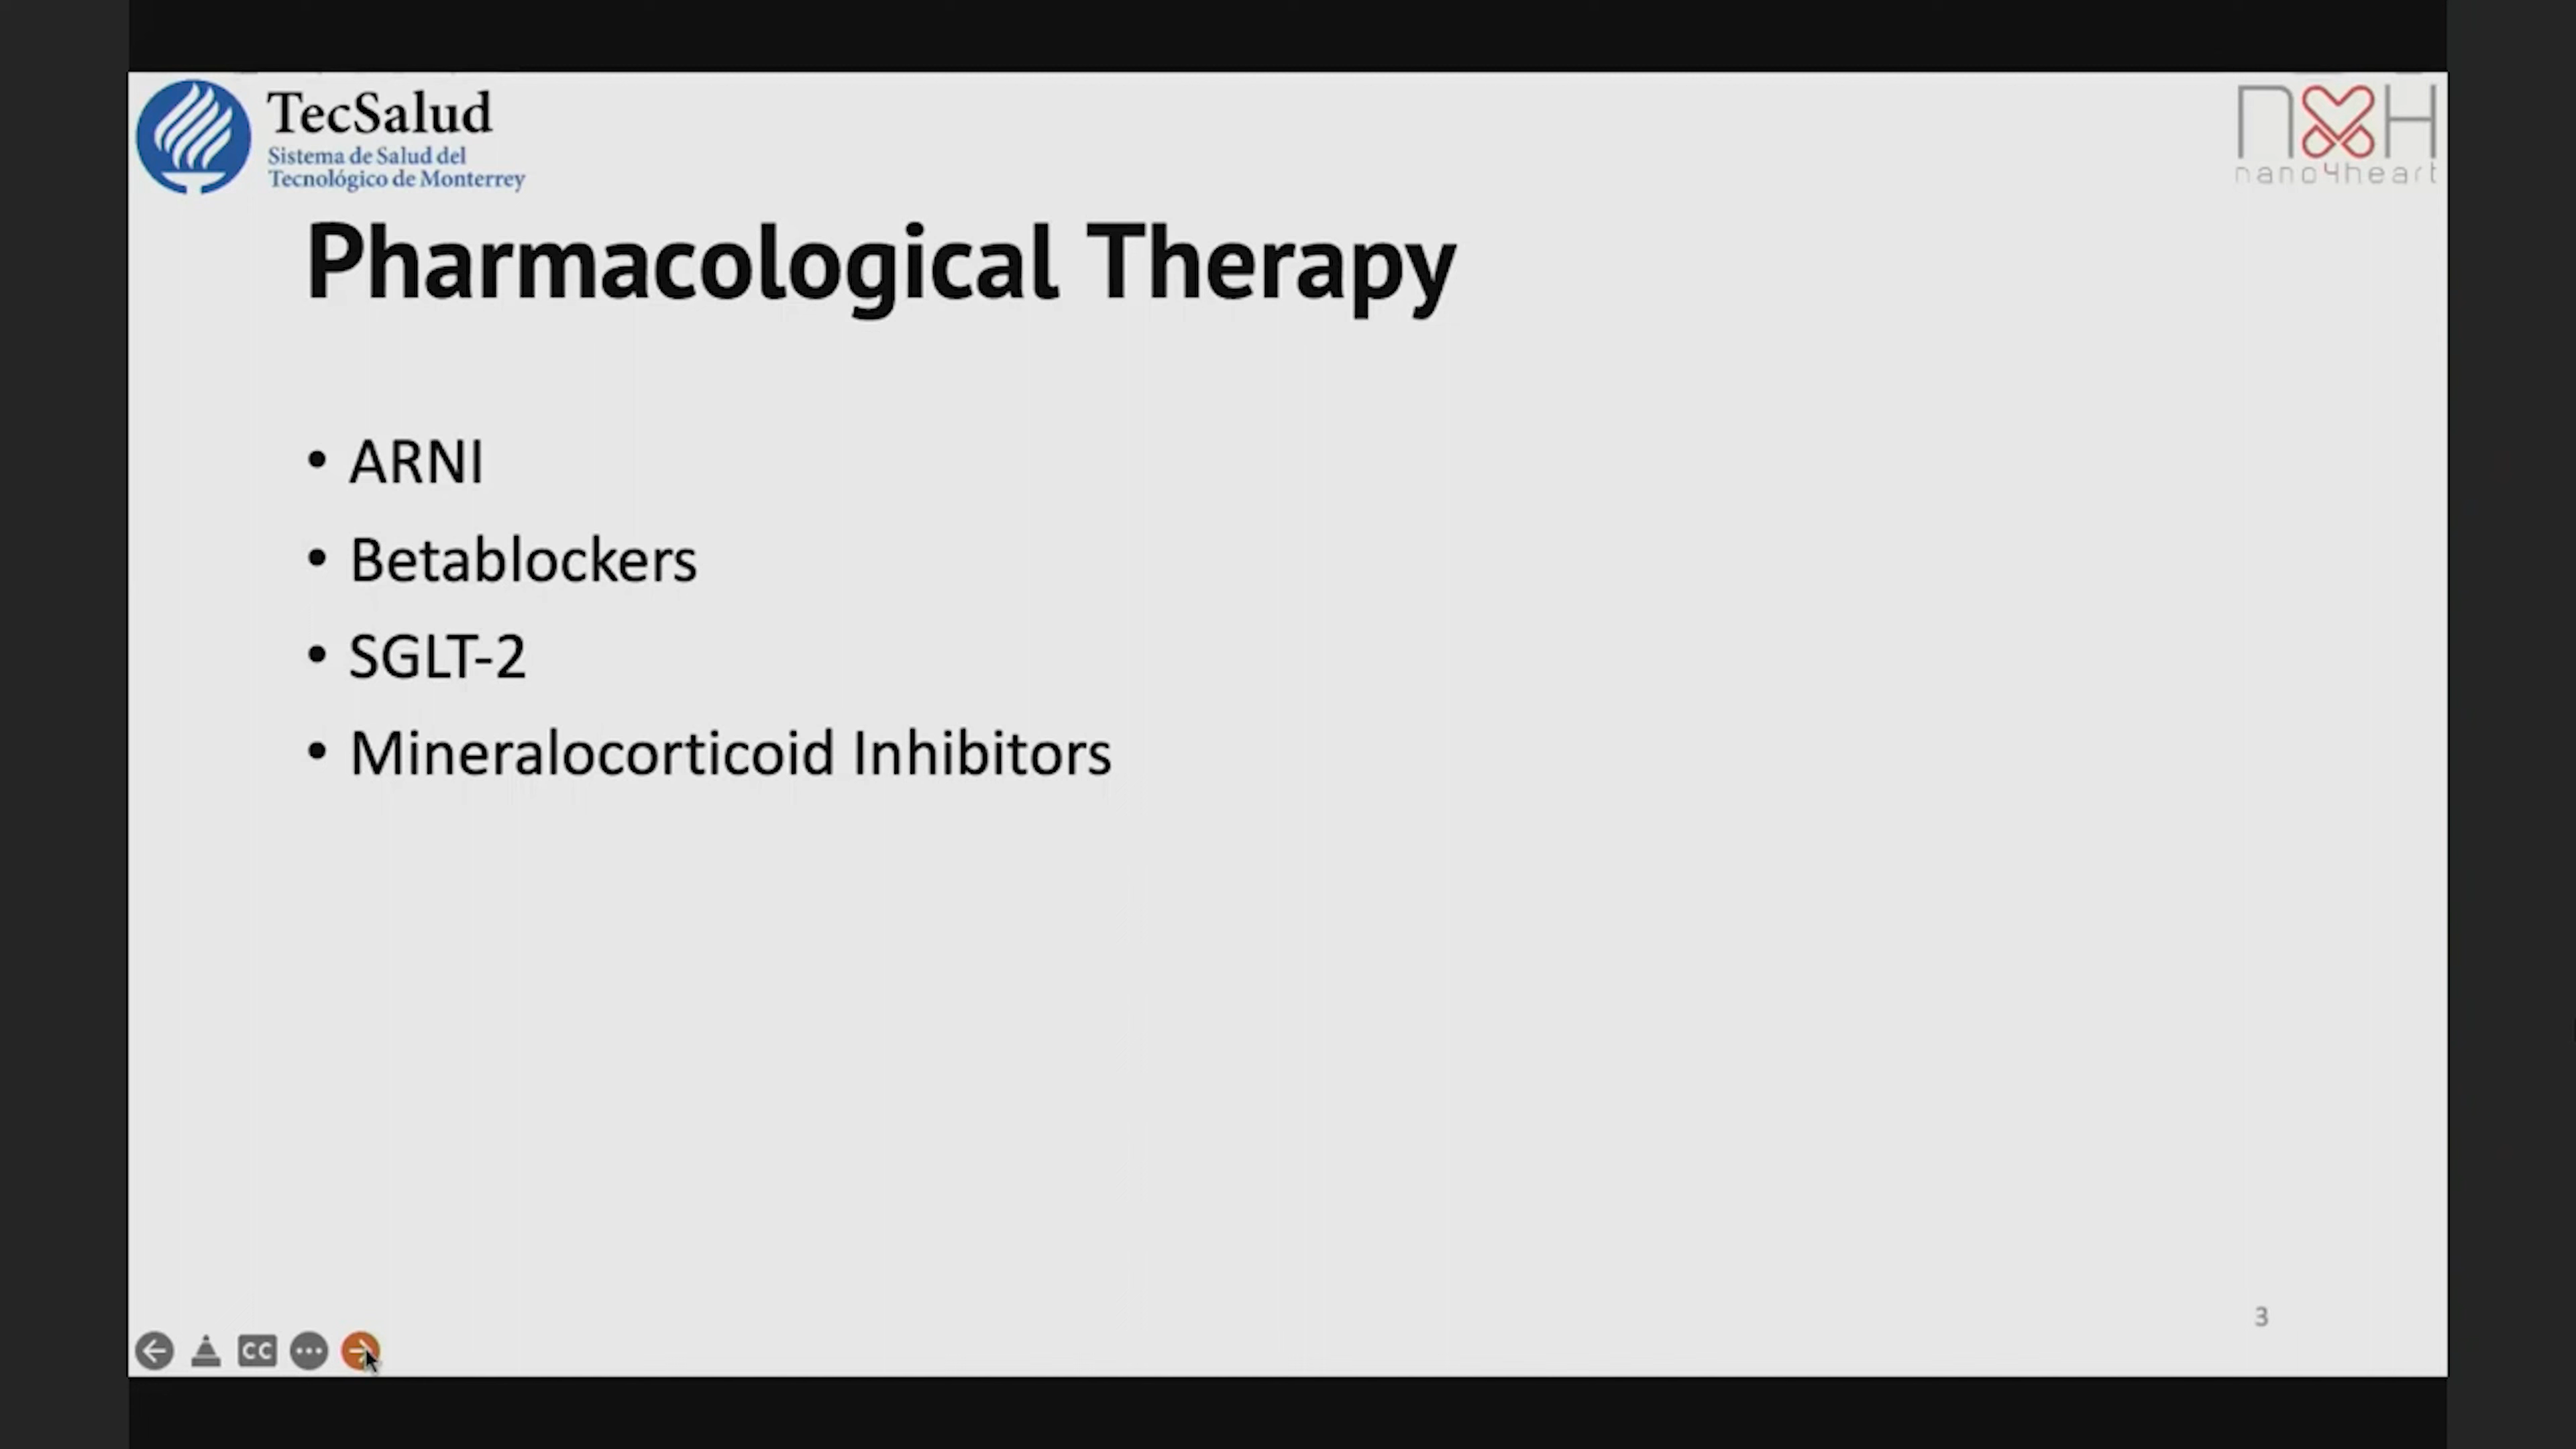 TecSalud
Sistema de Salud del
Tecnológico de Monterrey
nano4heart
Pharmacological Therapy
• ARNI
• Betablockers
• SGLT-2
• Mineralocorticoid Inhibitors
3
CC